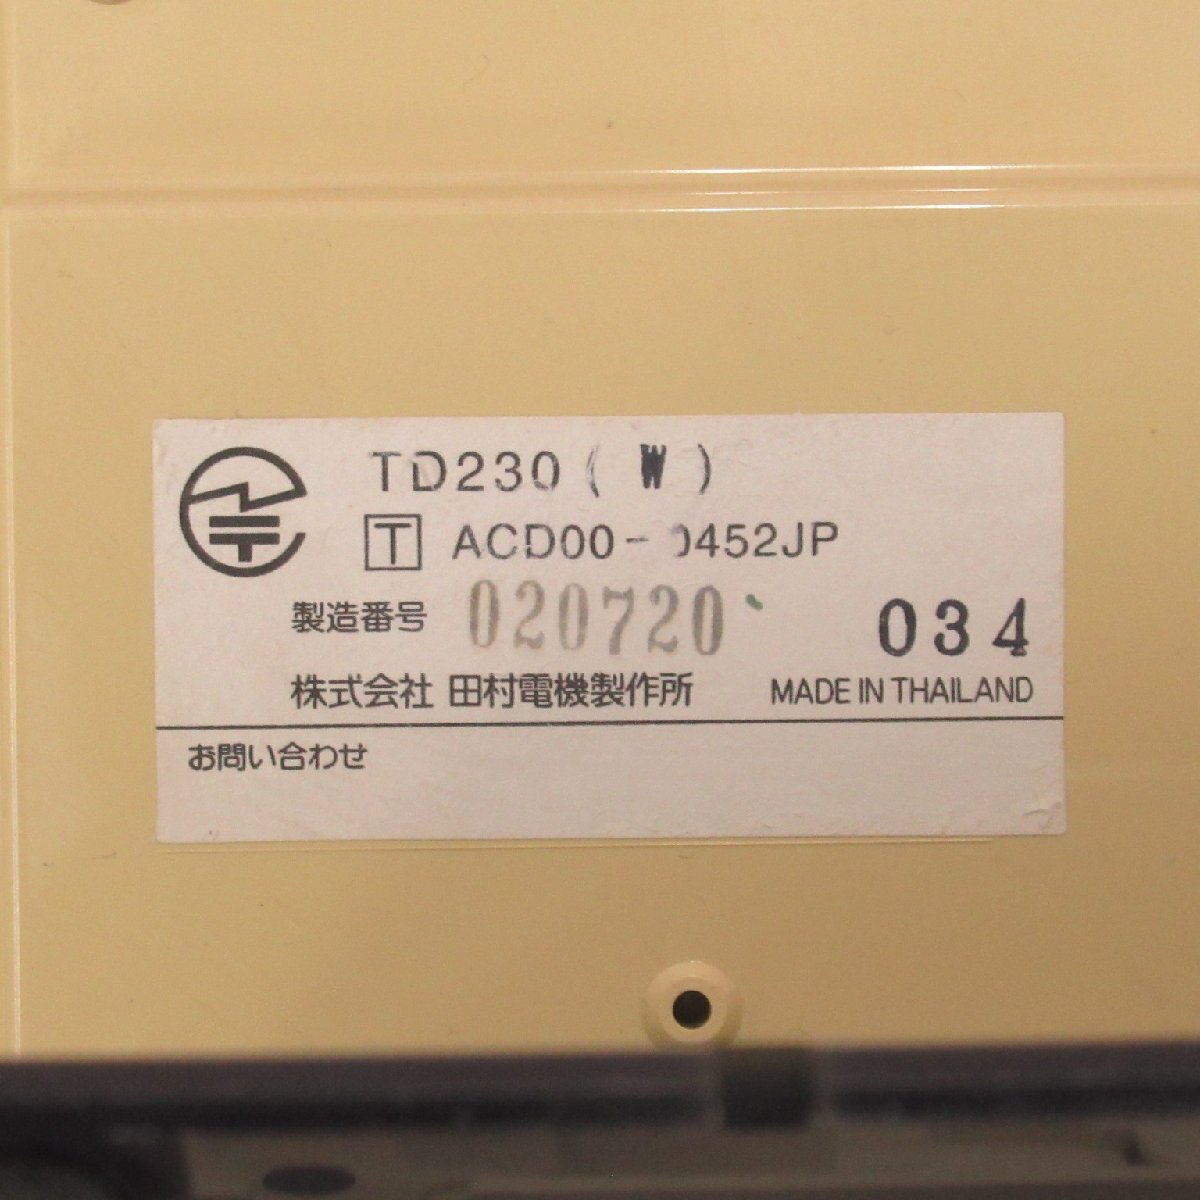 TD230 ( W )
T ACD00-0452JP
製造番号 020720 034
株式会社 田村電機製作所 MADE IN THAILAND
お問い合わせ